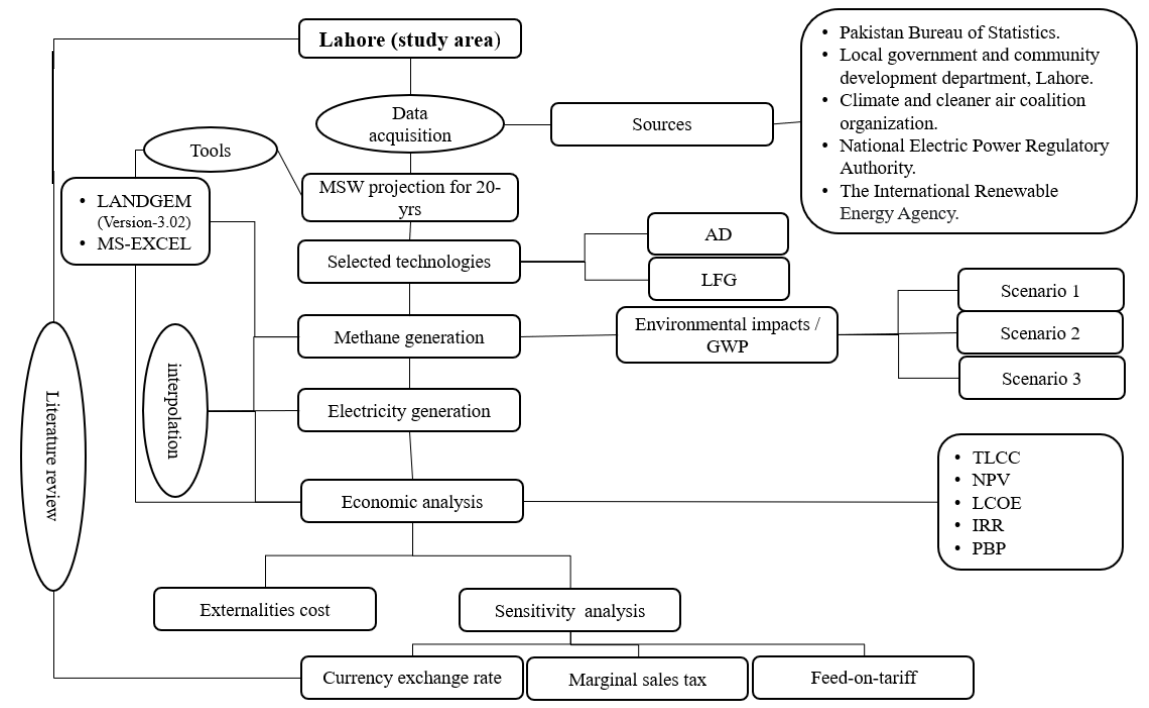 Lahore (study area)
Data
acquisition
Sources
• Pakistan Bureau of Statistics.
• Local government and community
development department, Lahore.
• Climate and cleaner air coalition
organization.
• National Electric Power Regulatory
Authority.
• The International Renewable
Energy Agency.
Tools
• LANDGEM
(Version-3.02)
• MS-EXCEL
MSW projection for 20-
yrs
Selected technologies
AD
LFG
Methane generation
Environmental impacts /
GWP
Scenario 1
Scenario 2
Scenario 3
Literature review
interpolation
Electricity generation
Economic analysis
• TLCC
• NPV
• LCOE
• IRR
• PBP
Externalities cost
Sensitivity analysis
Currency exchange rate
Marginal sales tax
Feed-on-tariff